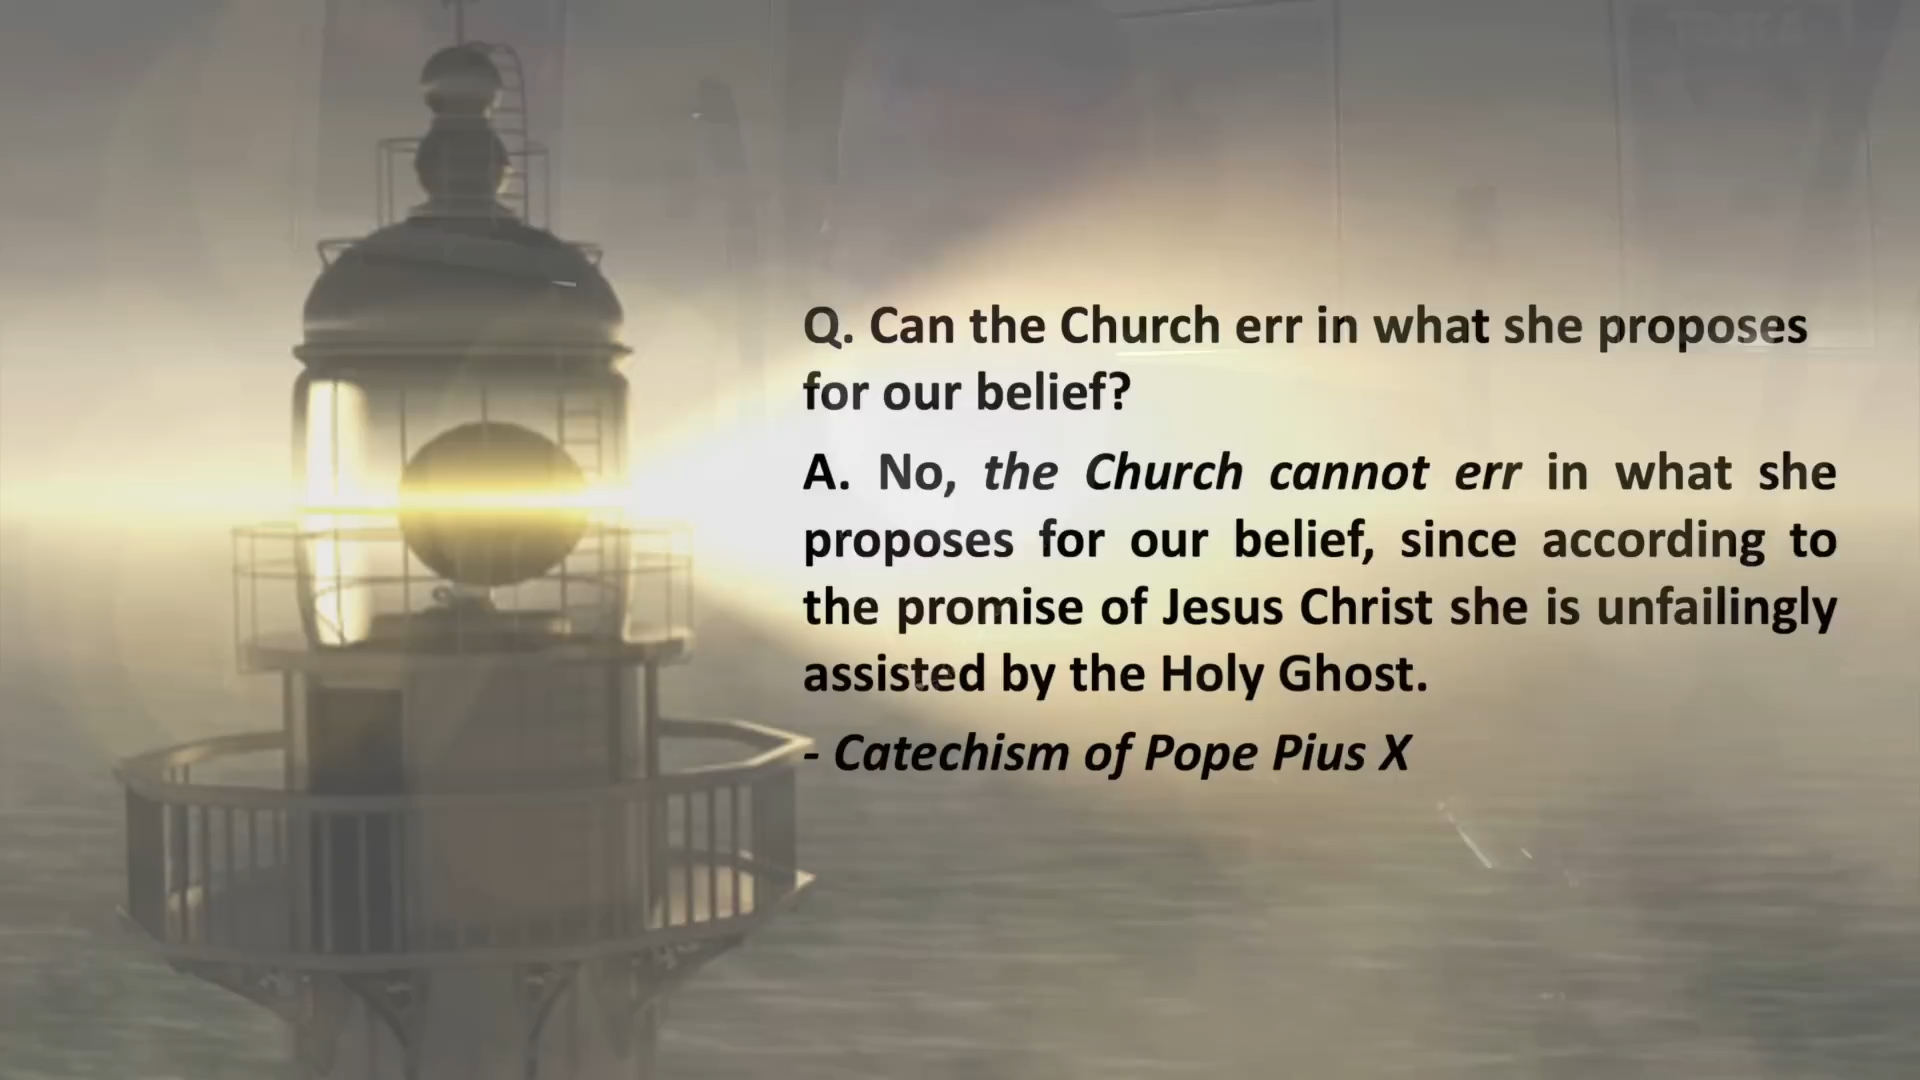 Q. Can the Church err in what she proposes
for our belief?
A. No, the Church cannot err in what she
proposes for our belief, since according to
the promise of Jesus Christ she is unfailingly
assisted by the Holy Ghost.
- Catechism of Pope Pius X